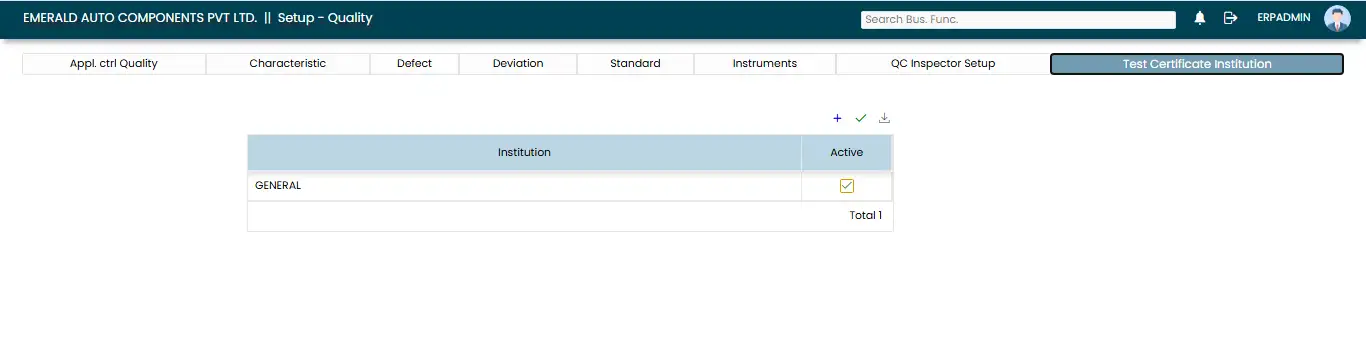 EMERALD AUTO COMPONENTS PVT LTD. || Setup - Quality
Search Bus. Func.
ERPADMIN
Appl. ctrl Quality
Characteristic
Defect
Deviation
Standard
Instruments
QC Inspector Setup
Test Certificate Institution
Institution
Active
GENERAL
Total 1